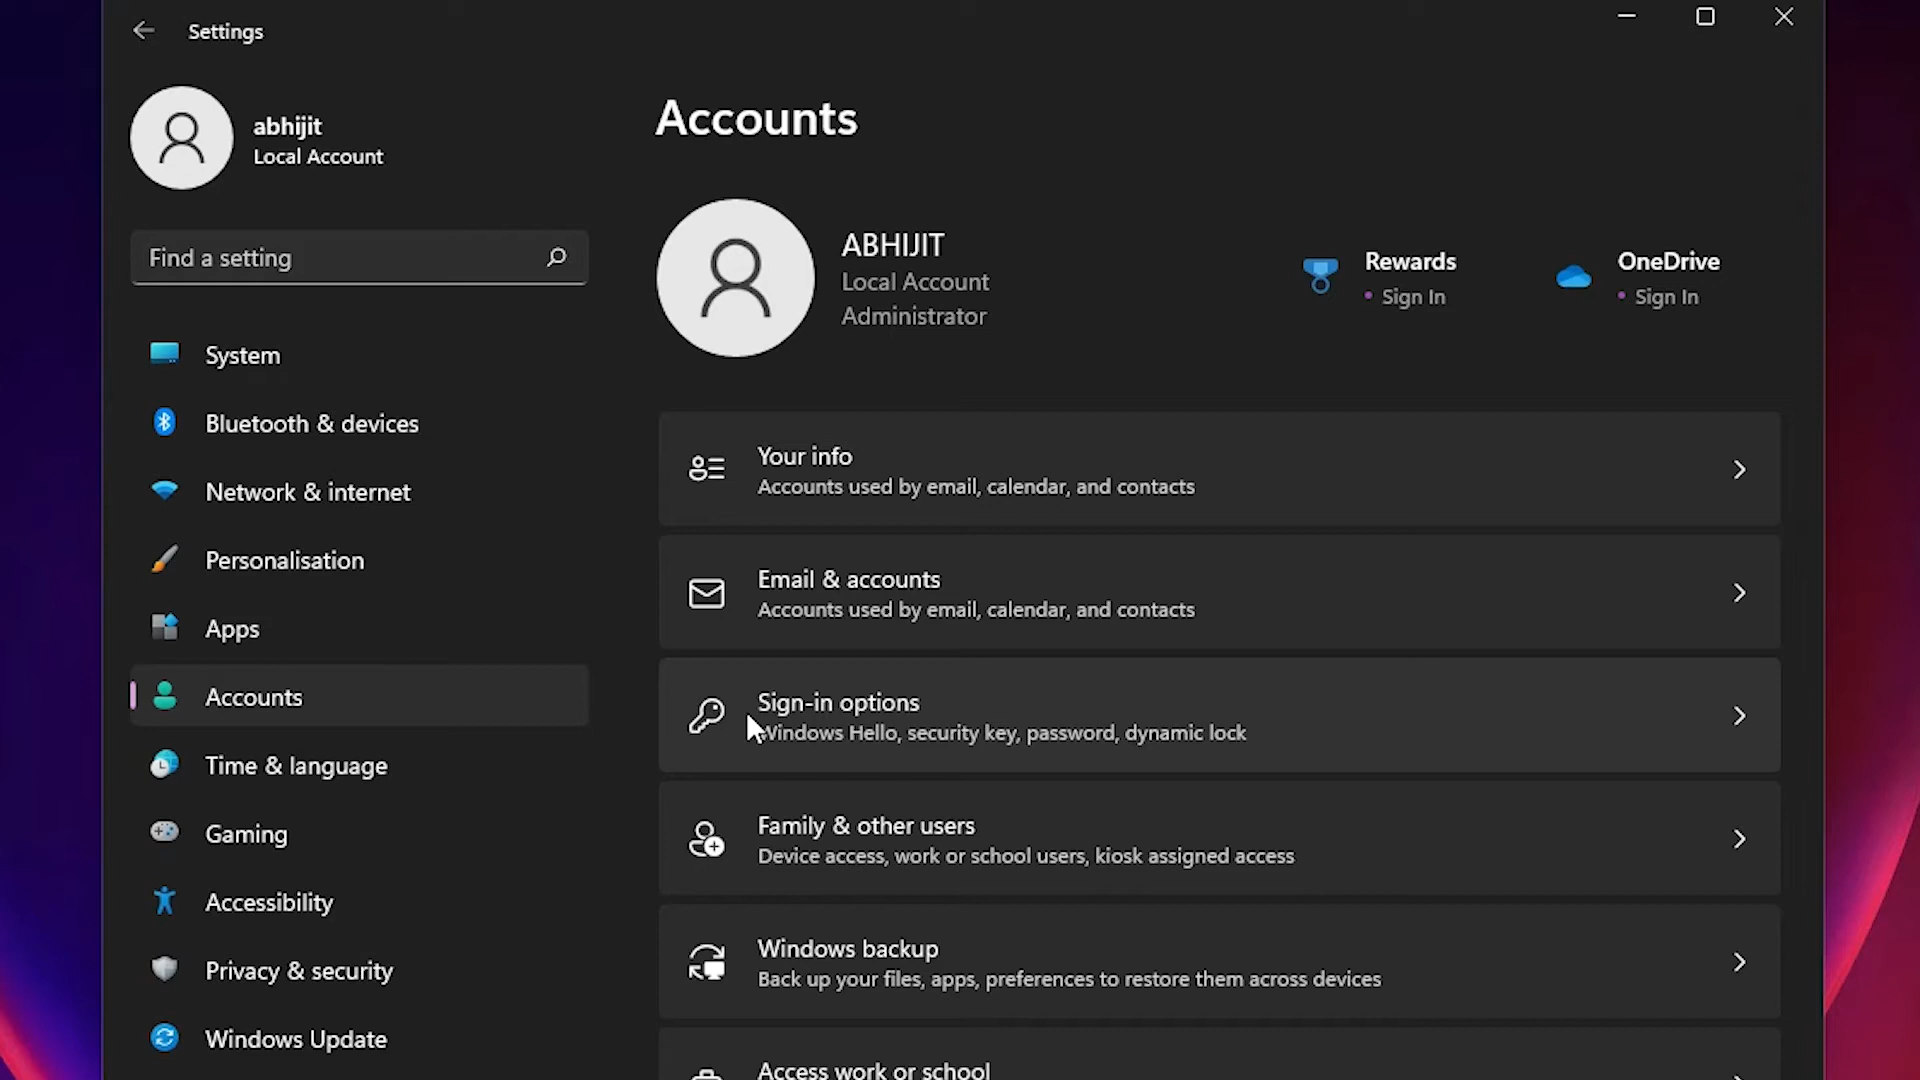 Settings
abhijit
Local Account
Find a setting
System
Bluetooth & devices
Network & internet
Personalisation
Apps
Accounts
Time & language
Gaming
Accessibility
Privacy & security
Windows Update
Accounts
ABHIJIT
Local Account
Administrator
Rewards
• Sign In
OneDrive
• Sign In
Your info
Accounts used by email, calendar, and contacts
Email & accounts
Accounts used by email, calendar, and contacts
Sign-in options
Windows Hello, security key, password, dynamic lock
Family & other users
Device access, work or school users, kiosk assigned access
Windows backup
Back up your files, apps, preferences to restore them across devices
Access work or school